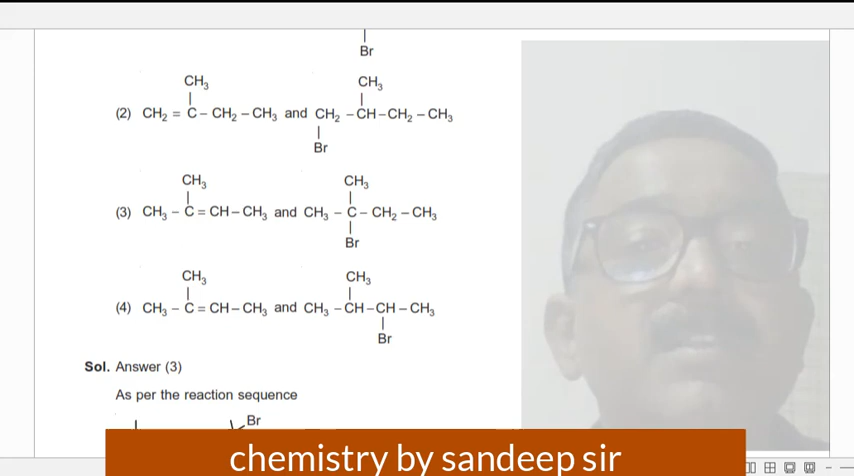 Br
CH₃ CH₃
(2) CH₂ = C – CH₂ – CH₃ and CH₂ – CH – CH₂ – CH₃
Br
CH₃ CH₃
(3) CH₃ – C = CH – CH₃ and CH₃ – C – CH₂ – CH₃
Br
CH₃ CH₃
(4) CH₃ – C = CH – CH₃ and CH₃ – CH – CH – CH₃
Br
Sol. Answer (3)
As per the reaction sequence
Br
chemistry by sandeep sir